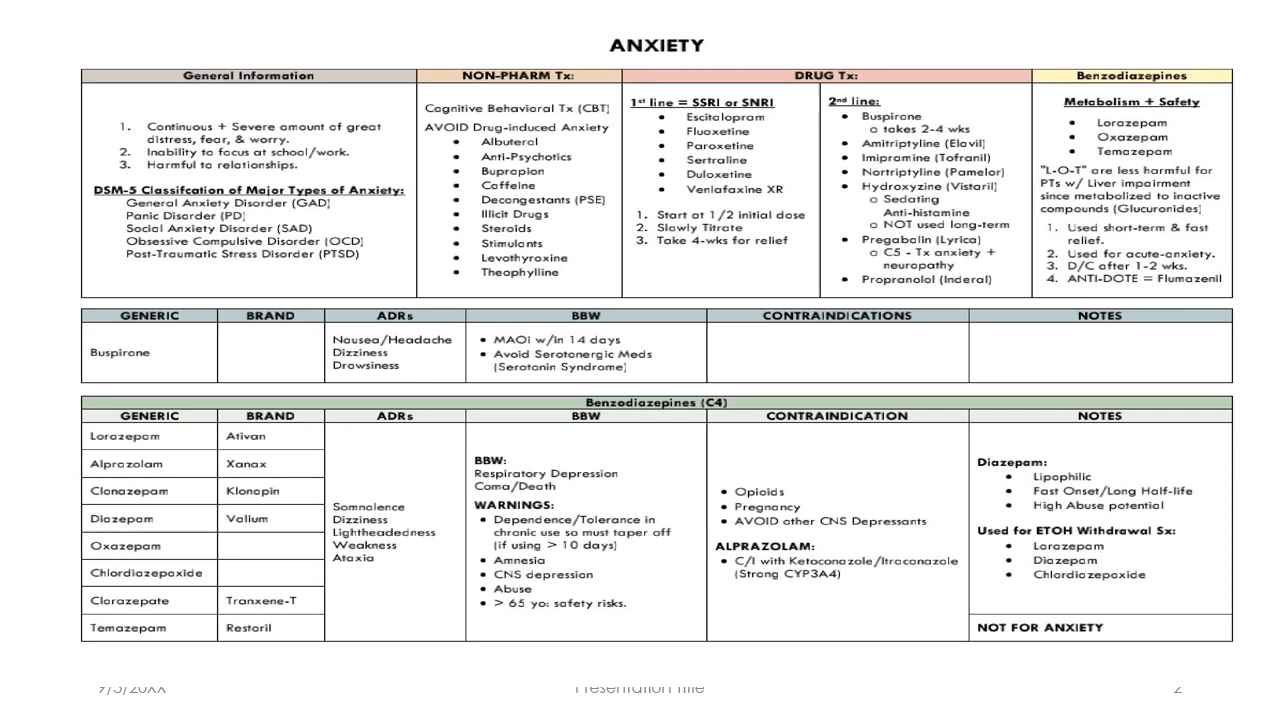 ANXIETY
General Information
NON-PHARM Tx:
DRUG Tx:
Benzodiazepines
1. Continuous + Severe amount of great
distress, fear, & worry.
2. Inability to focus at school/work.
3. Harmful to relationships.
DSM-5 Classifcation of Major Types of Anxiety:
General Anxiety Disorder (GAD)
Panic Disorder (PD)
Social Anxiety Disorder (SAD)
Obsessive Compulsive Disorder (OCD)
Post-Traumatic Stress Disorder (PTSD)
Cognitive Behavioral Tx (CBT)
AVOID Drug-induced Anxiety
• Albuterol
• Anti-Psychotics
• Bupropion
• Caffeine
• Decongestants (PSE)
• Illicit Drugs
• Steroids
• Stimulants
• Levothyroxine
• Theophylline
1st line = SSRI or SNRI
• Escitalopram
• Fluoxetine
• Paroxetine
• Sertraline
• Duloxetine
• Venlafaxine XR
1. Start at 1/2 initial dose
2. Slowly Titrate
3. Take 4-wks for relief
2nd line:
• Buspirone
o takes 2-4 wks
• Amitriptyline (Elavil)
• Imipramine (Tofranil)
• Nortriptyline (Pamelor)
• Hydroxyzine (Vistaril)
o Sedating
Anti-histamine
o NOT used long-term
• Pregabalin (Lyrica)
o C5 - Tx anxiety +
neuropathy
• Propranolol (Inderal)
Metabolism + Safety
• Lorazepam
• Oxazepam
• Temazepam
"L-O-T" are less harmful for
PTs w/ Liver impairment
since metabolized to inactive
compounds (Glucuronides)
1. Used short-term & fast
relief.
2. Used for acute-anxiety.
3. D/C after 1-2 wks.
4. ANTI-DOTE = Flumazenil
GENERIC
BRAND
ADRs
BBW
CONTRAINDICATIONS
NOTES
Buspirone
Nausea/Headache
Dizziness
Drowsiness
• MAOi w/in 14 days
• Avoid Serotonergic Meds
(Serotonin Syndrome)
Benzodiazepines (C4)
GENERIC
BRAND
ADRs
BBW
CONTRAINDICATION
NOTES
Lorazepam
Ativan
Alprazolam
Xanax
Clonazepam
Klonopin
Diazepam
Valium
Oxazepam
Chlordiazepoxide
Clorazepate
Tranxene-T
Temazepam
Restoril
Somnolence
Dizziness
Lightheadedness
Weakness
Ataxia
BBW:
Respiratory Depression
Coma/Death
WARNINGS:
• Dependence/Tolerance in
chronic use so must taper off
(if using > 10 days)
• Amnesia
• CNS depression
• Abuse
• > 65 yo: safety risks.
• Opioids
• Pregnancy
• AVOID other CNS Depressants
ALPRAZOLAM:
• C/I with Ketoconazole/Itraconazole
(Strong CYP3A4)
Diazepam:
• Lipophilic
• Fast Onset/Long Half-life
• High Abuse potential
Used for ETOH Withdrawal Sx:
• Lorazepam
• Diazepam
• Chlordiazepoxide
NOT FOR ANXIETY
9/3/20XX
Presentation Title
2